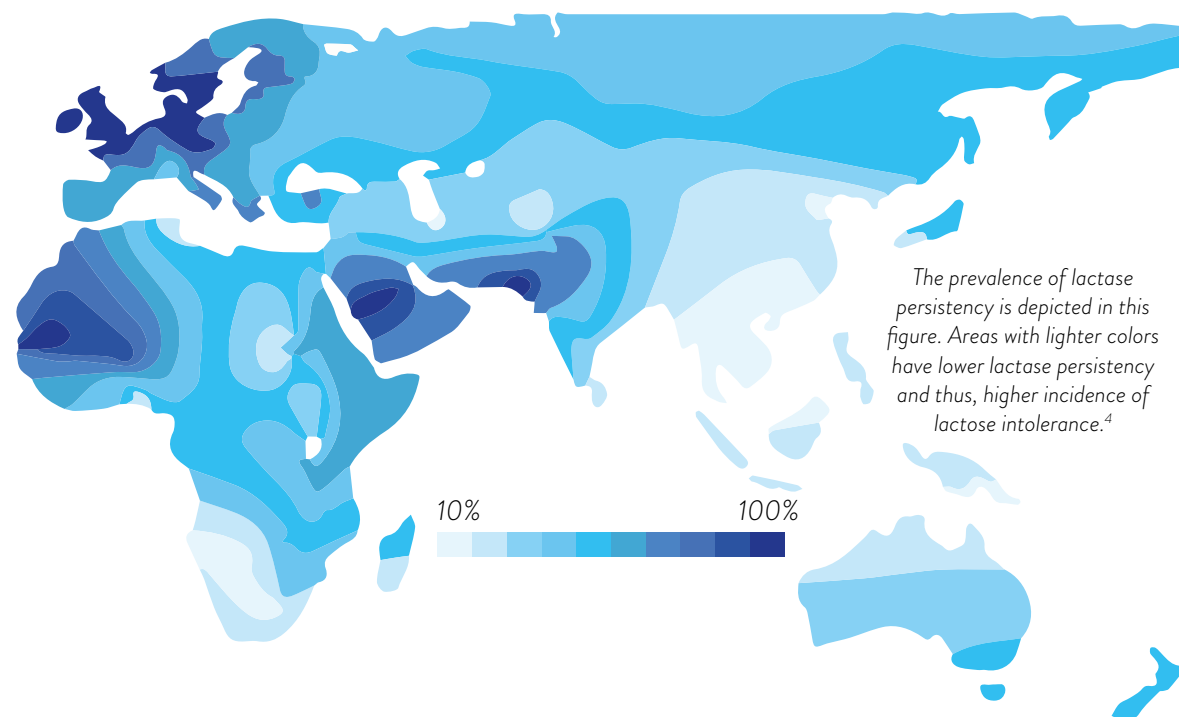 The prevalence of lactase
persistency is depicted in this
figure. Areas with lighter colors
have lower lactase persistency
and thus, higher incidence of
lactose intolerance.⁴
10% 100%